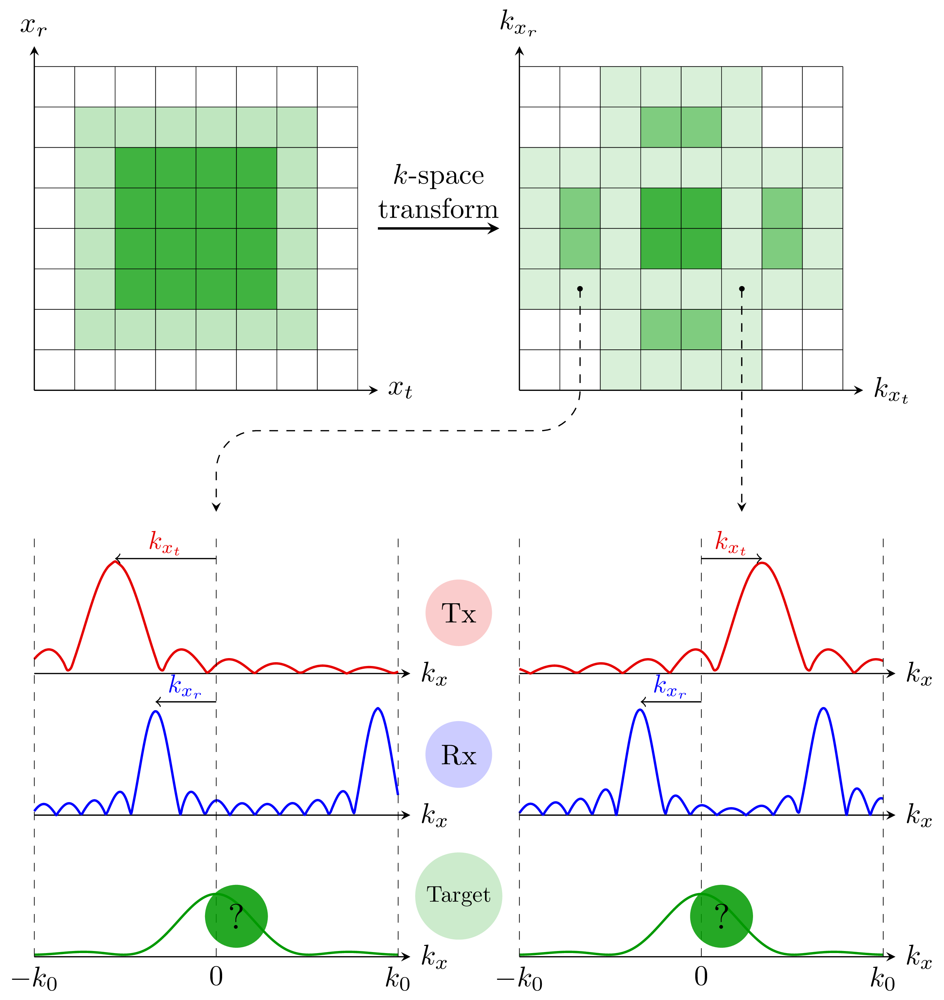 x_r
k_{x_r}
k-space
transform
x_t
k_{x_t}
k_{x_t}
k_{x_t}
Tx
k_x
k_x
k_{x_r}
k_{x_r}
Rx
k_x
k_x
Target
?
?
k_x
k_x
−k_0
0
k_0
−k_0
0
k_0